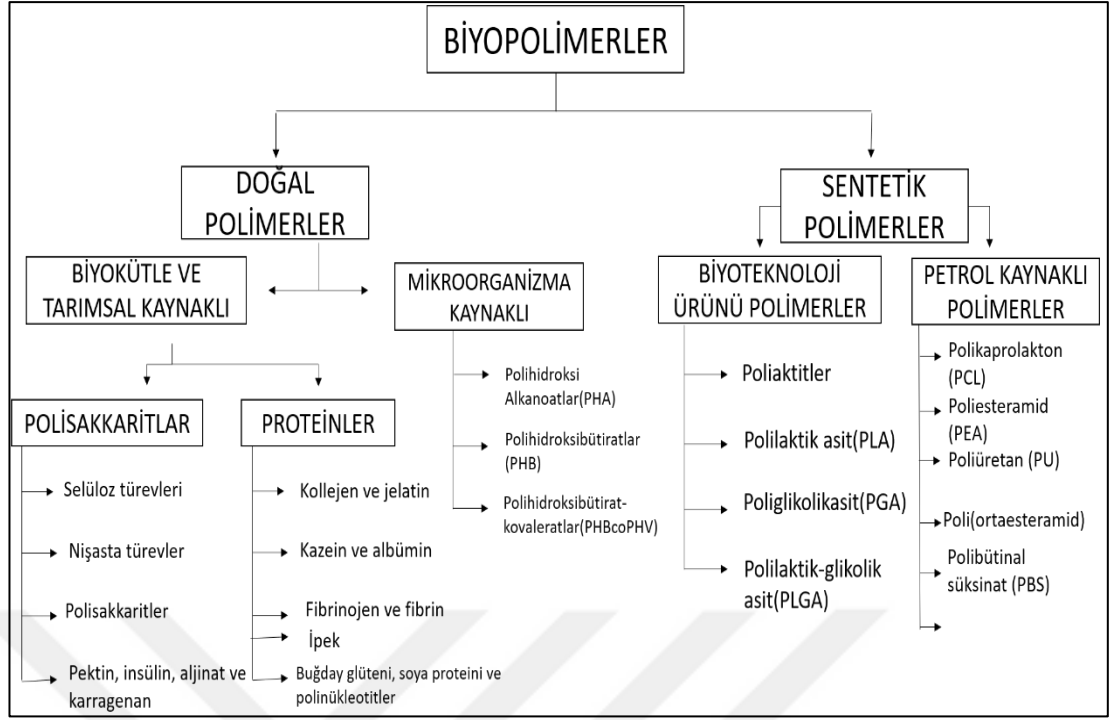 BİYOPOLİMERLER
DOĞAL
POLİMERLER
SENTETİK
POLİMERLER
BİYOKÜTLE VE
TARIMSAL KAYNAKLI
MİKROORGANİZMA
KAYNAKLI
BİYOTEKNOLOJİ
ÜRÜNÜ POLİMERLER
PETROL KAYNAKLI
POLİMERLER
POLİSAKKARİTLAR
Selüloz türevleri
Nişasta türevler
Polisakkaritler
Pektin, insülin, aljinat ve
karragenan
PROTEİNLER
Kollejen ve jelatin
Kazein ve albümin
Fibrinojen ve fibrin
İpek
Buğday glüteni, soya proteini ve
polinükleotitler
Polihidroksi
Alkanoatlar(PHA)
Polihidroksibütiratlar
(PHB)
Polihidroksibütirat-
kovaleratlar(PHBcoPHV)
Poliaktitler
Polilaktik asit(PLA)
Poliglikolikasit(PGA)
Polilaktik-glikolik
asit(PLGA)
Polikaprolakton
(PCL)
Poliesteramid
(PEA)
Poliüretan (PU)
Poli(ortaesteramid)
Polibütinal
süksinat (PBS)